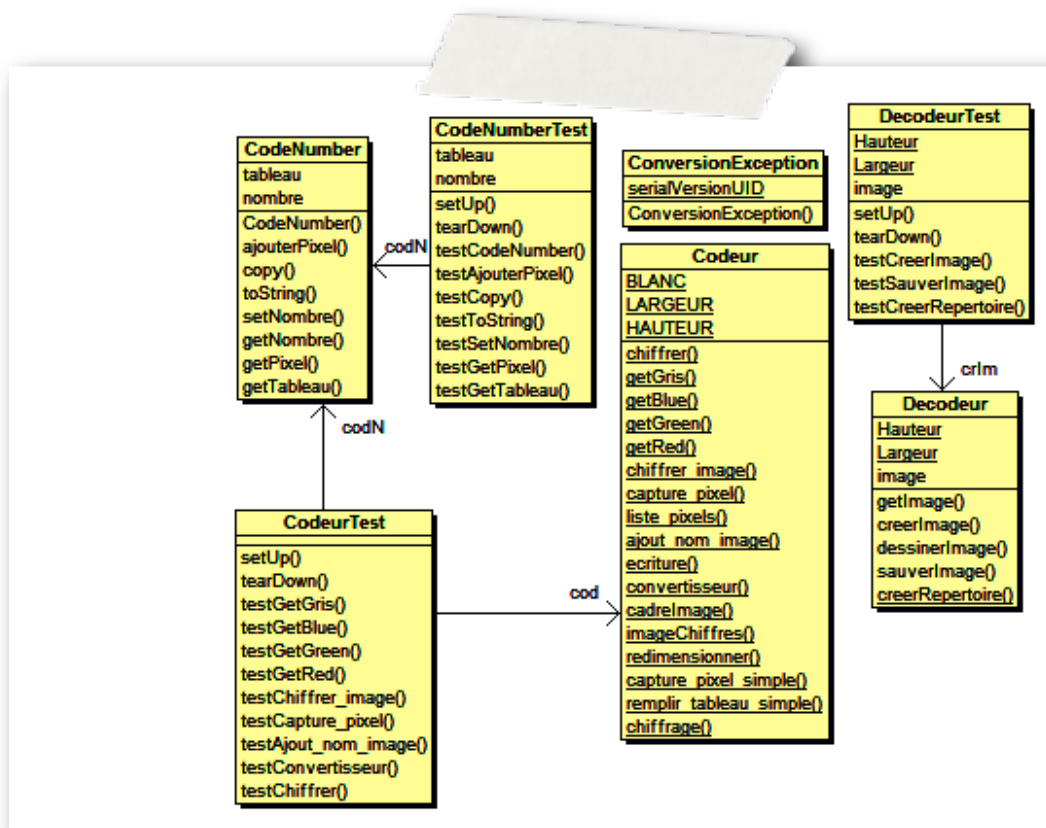 CodeNumber
tableau
nombre
CodeNumber()
ajouterPixel()
copy()
toString()
setNombre()
getNombre()
getPixel()
getTableau()
codN
CodeNumberTest
tableau
nombre
setUp()
tearDown()
testCodeNumber()
testAjouterPixel()
testCopy()
testToString()
testSetNombre()
testGetPixel()
testGetTableau()
codN
CodeurTest
setUp()
tearDown()
testGetGris()
testGetBlue()
testGetGreen()
testGetRed()
testChiffrer_image()
testCapture_pixel()
testAjout_nom_image()
testConvertisseur()
testChiffrer()
cod
ConversionException
serialVersionUID
ConversionException()
Codeur
BLANC
LARGEUR
HAUTEUR
chiffrer()
getGris()
getBlue()
getGreen()
getRed()
chiffrer_image()
capture_pixel()
liste_pixels()
ajout_nom_image()
ecriture()
convertisseur()
cadreImage()
imageChiffres()
redimensionner()
capture_pixel_simple()
remplir_tableau_simple()
chiffrage()
DecodeurTest
Hauteur
Largeur
image
setUp()
tearDown()
testCreerImage()
testSauverImage()
testCreerRepertoire()
crIm
Decodeur
Hauteur
Largeur
image
getImage()
creerImage()
dessinerImage()
sauverImage()
creerRepertoire()